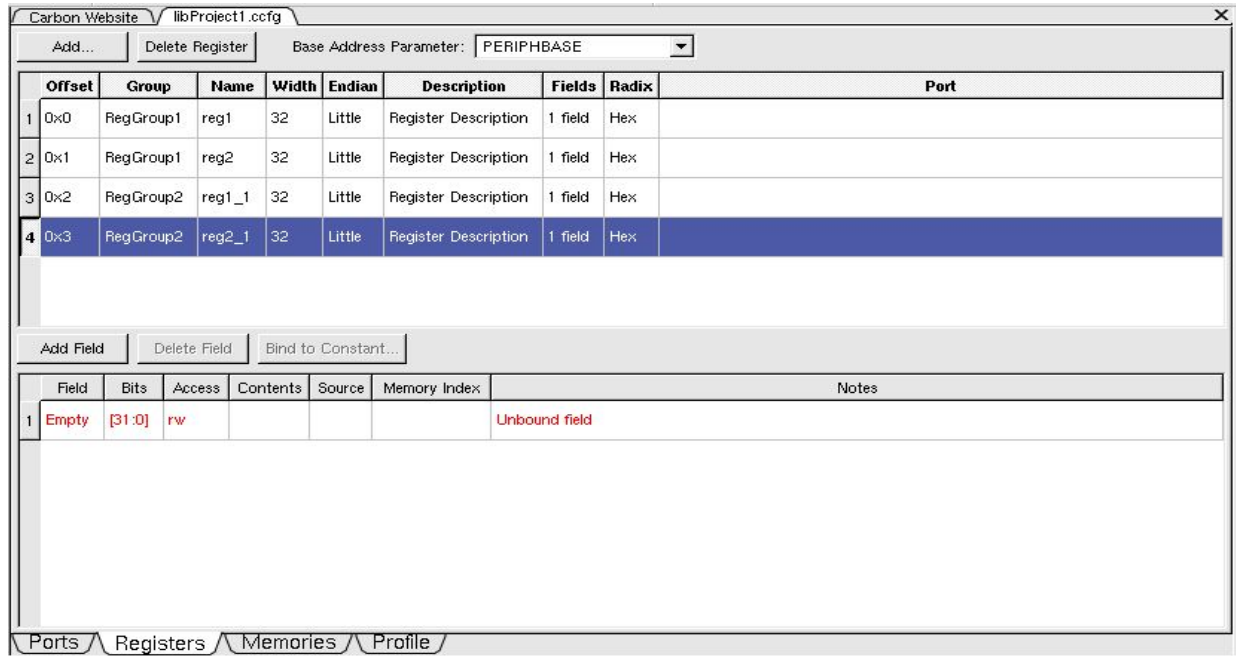 Carbon Website libProject1.ccfg
Add... Delete Register Base Address Parameter: PERIPHBASE
Offset Group Name Width Endian Description Fields Radix Port
1 0x0 RegGroup1 reg1 32 Little Register Description 1 field Hex
2 0x1 RegGroup1 reg2 32 Little Register Description 1 field Hex
3 0x2 RegGroup2 reg1_1 32 Little Register Description 1 field Hex
4 0x3 RegGroup2 reg2_1 32 Little Register Description 1 field Hex
Add Field Delete Field Bind to Constant...
Field Bits Access Contents Source Memory Index Notes
1 Empty [31:0] rw Unbound field
Ports Registers Memories Profile